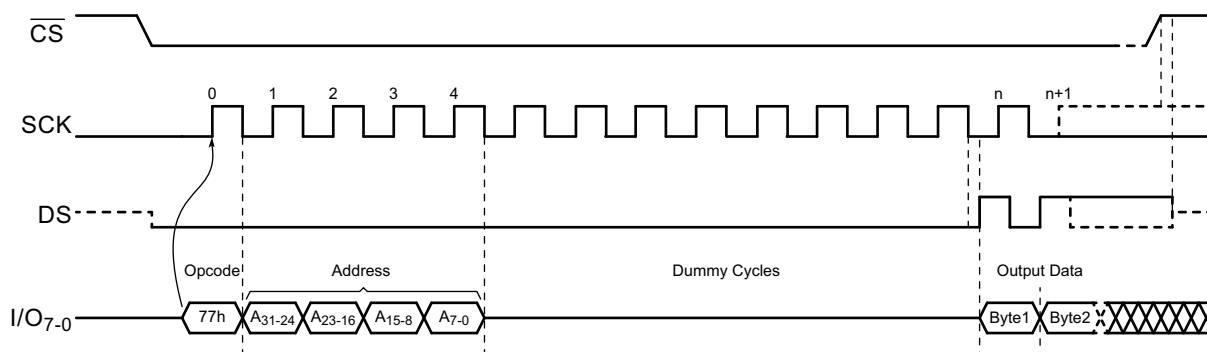 CS
0 1 2 3 4 n n+1
SCK
DS
Opcode Address Dummy Cycles Output Data
I/O7-0 77h A31-24 A23-16 A15-8 A7-0 Byte1 Byte2